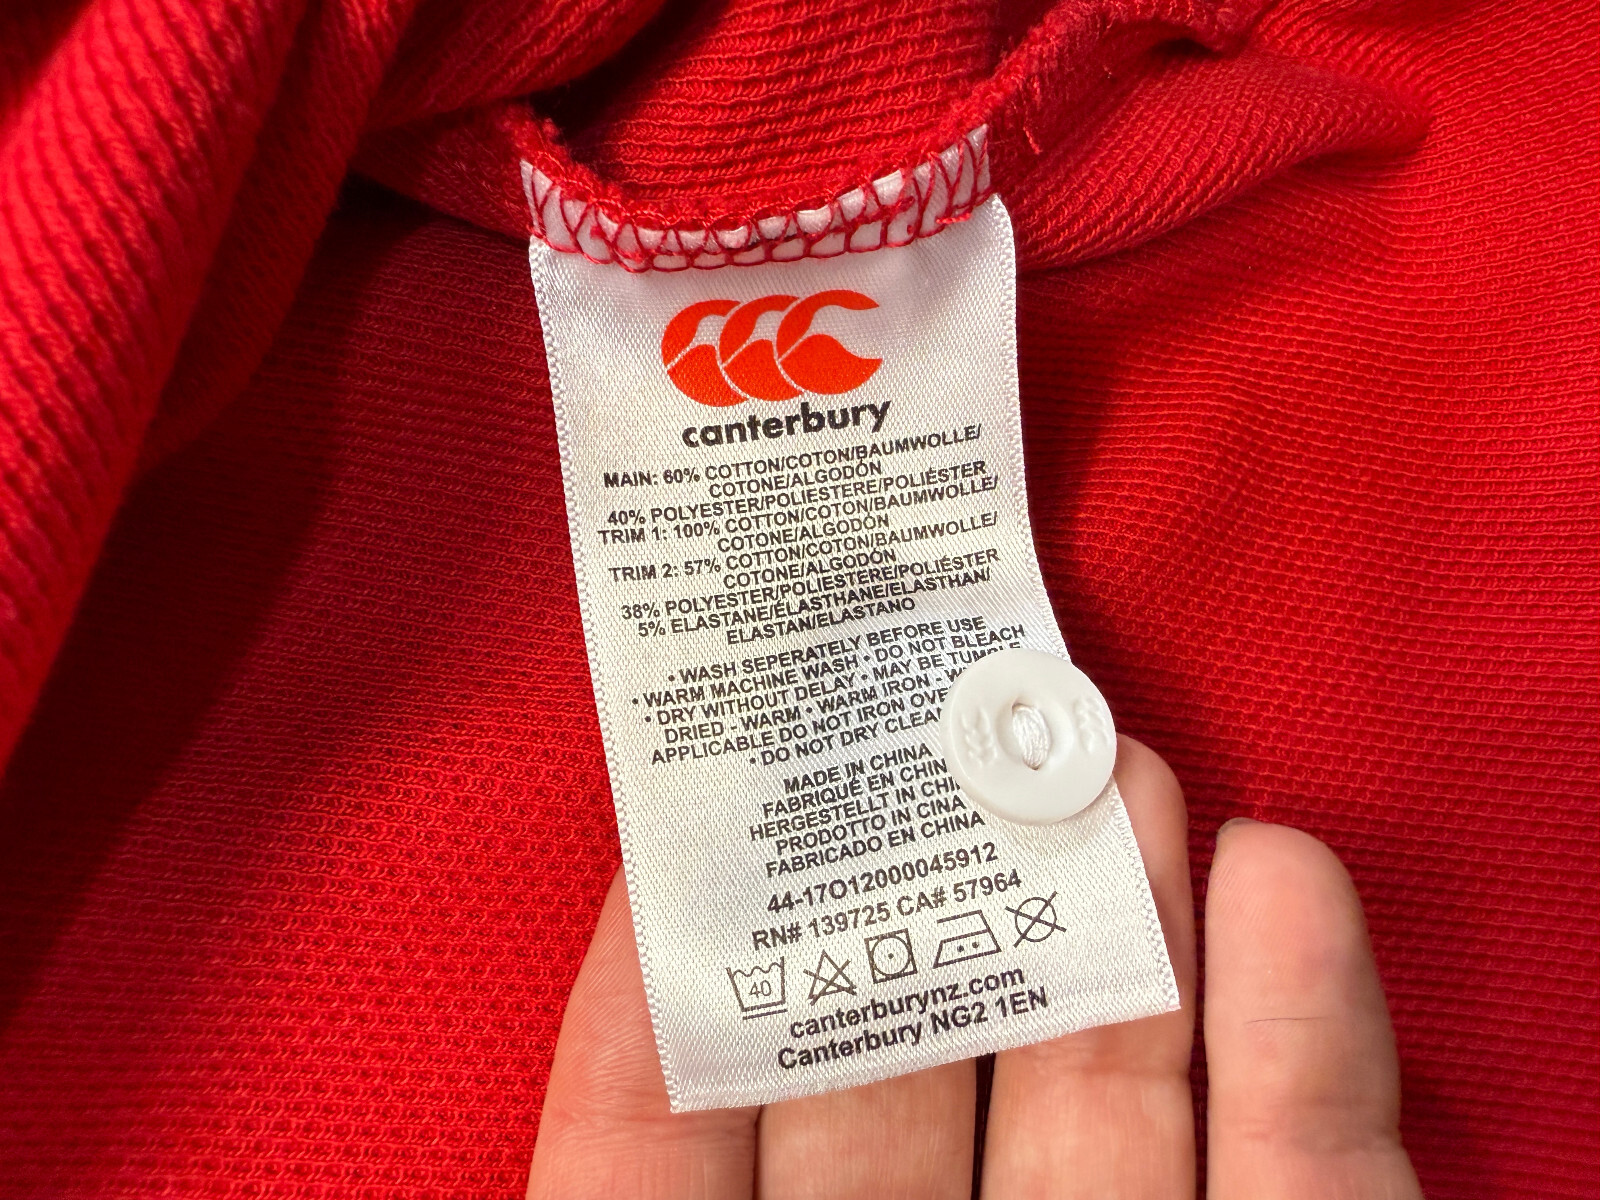 canterbury
MAIN: 60% COTTON/COTON/BAUMWOLLE/
COTONE/ALGODÓN
40% POLYESTER/POLIESTERE/POLIÉSTER
TRIM 1: 100% COTTON/COTON/BAUMWOLLE/
COTONE/ALGODÓN
TRIM 2: 57% COTTON/COTON/BAUMWOLLE/
COTONE/ALGODÓN
38% POLYESTER/POLIESTERE/POLIÉSTER
5% ELASTANE/ÉLASTHANE/ELASTHAN/
ELASTAN/ELASTANO
• WASH SEPERATELY BEFORE USE
• WARM MACHINE WASH • DO NOT BLEACH
• DRY WITHOUT DELAY • MAY BE TUMBLE
DRIED - WARM • WARM IRON -
APPLICABLE DO NOT IRON
• DO NOT DRY CLEAN
MADE IN CHINA
FABRIQUÉ EN
HERGESTELLT IN
PRODOTTO IN CINA
FABRICADO EN CHINA
44-17O12000045912
RN# 139725 CA# 57964
40
canterburynz.com
Canterbury NG2 1EN